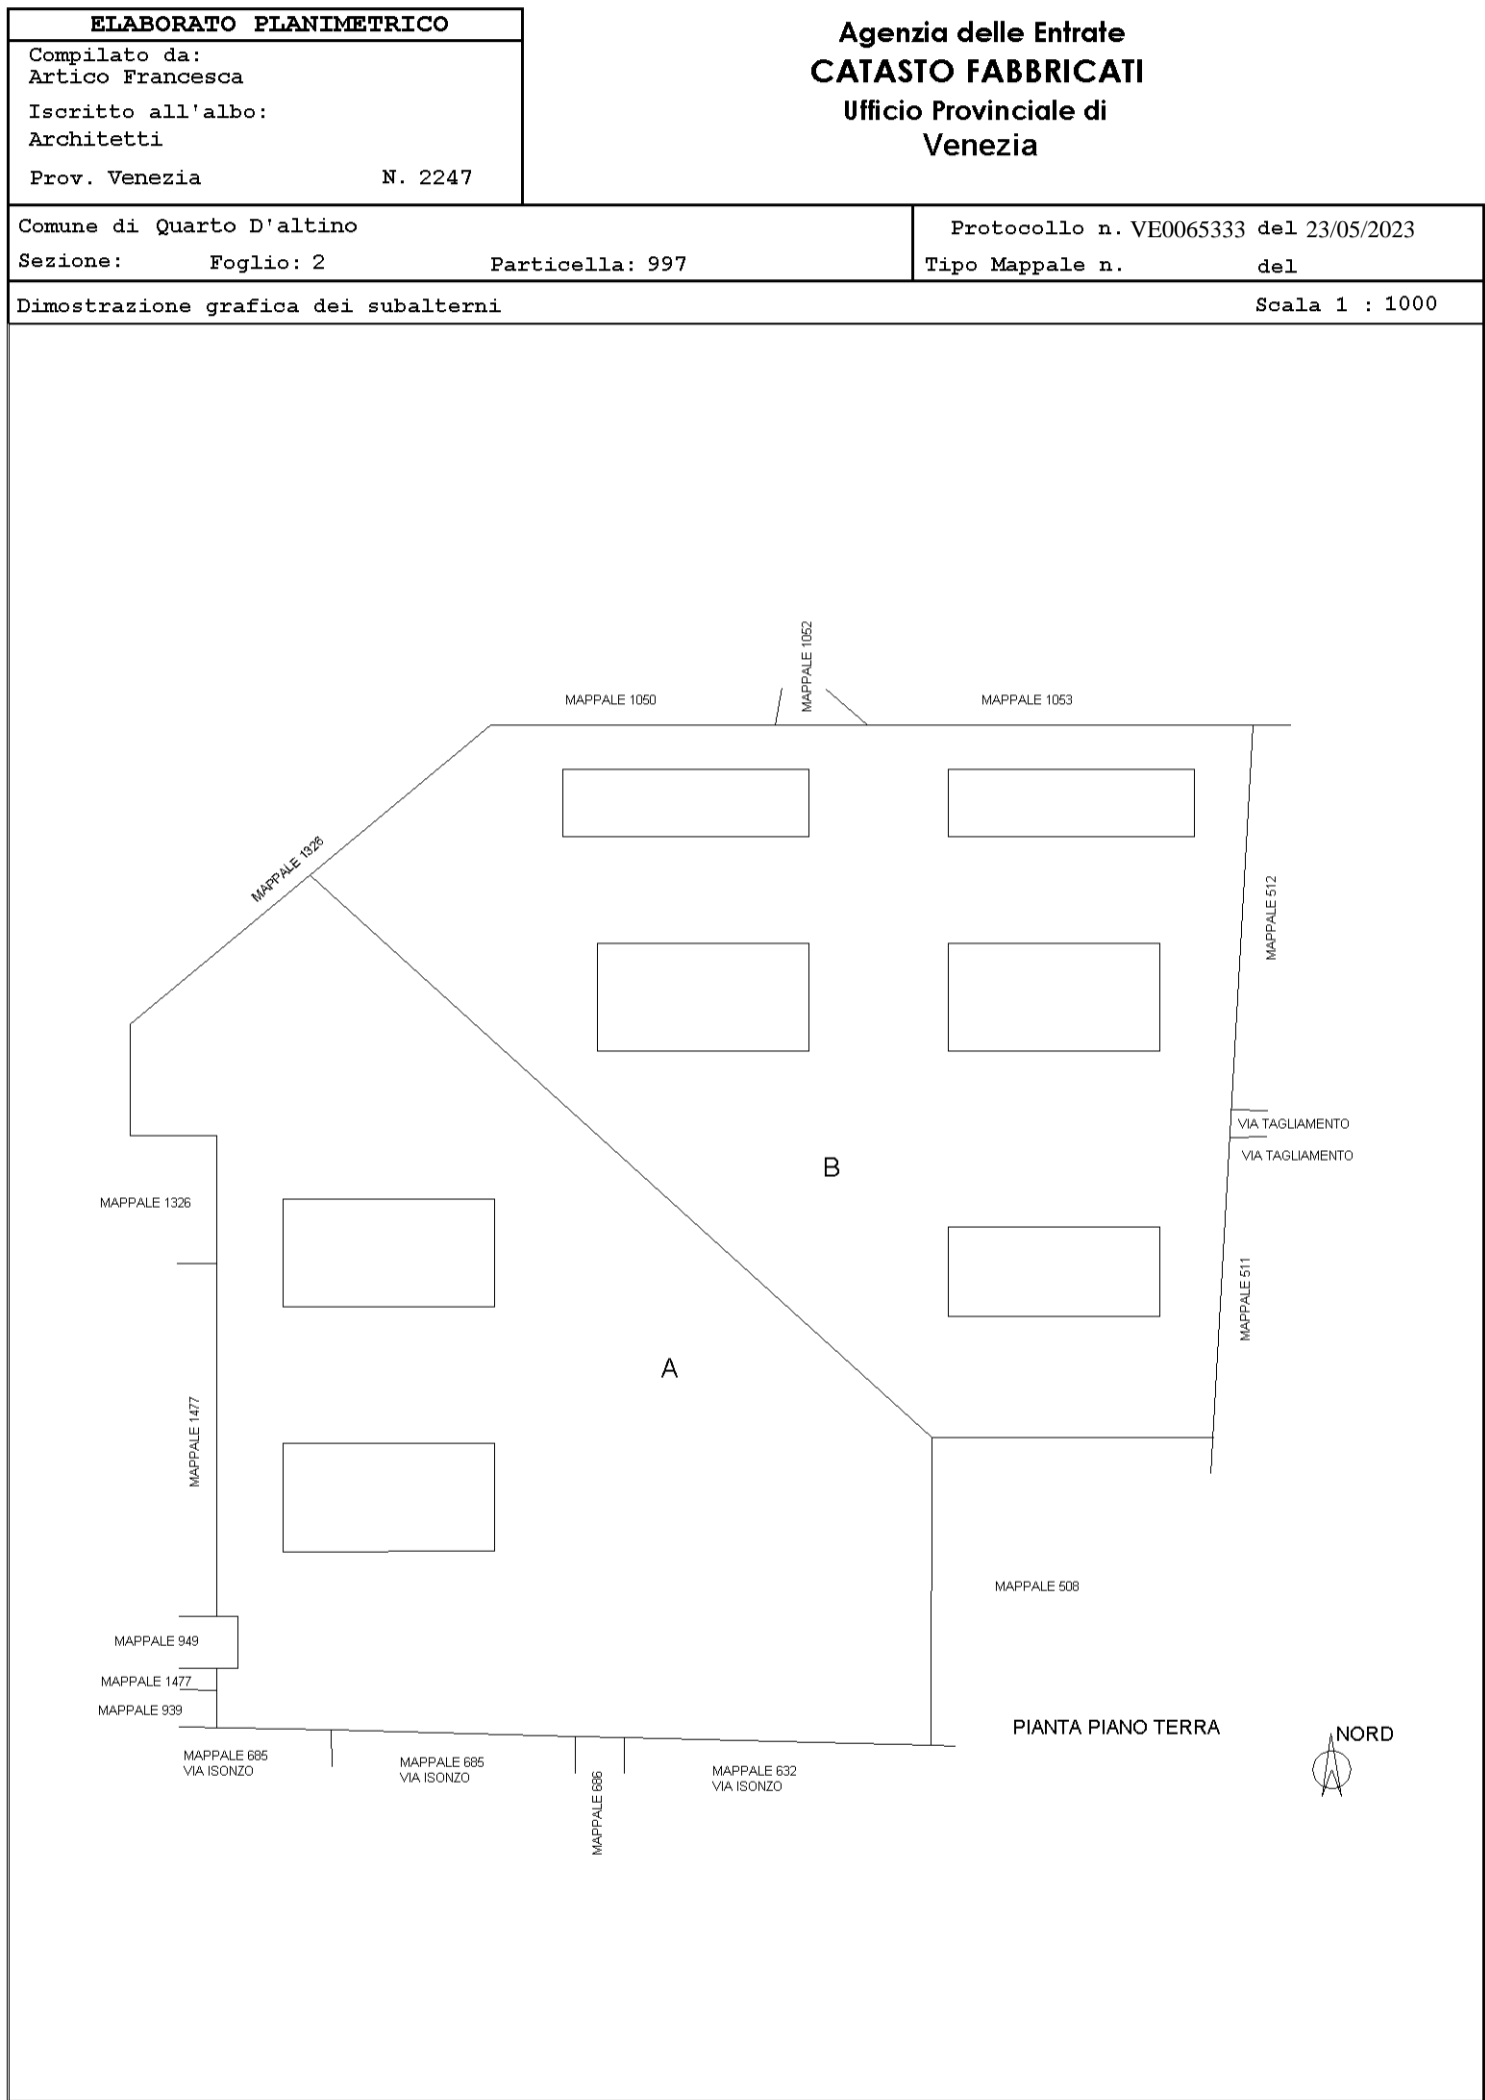 ELABORATO PLANIMETRICO
Compilato da:
Artico Francesca
Iscritto all'albo:
Architetti
Prov. Venezia N. 2247
Agenzia delle Entrate
CATASTO FABBRICATI
Ufficio Provinciale di
Venezia
Comune di Quarto D'altino
Sezione: Foglio: 2 Particella: 997
Protocollo n. VE0065333 del 23/05/2023
Tipo Mappale n. del
Dimostrazione grafica dei subalterni Scala 1 : 1000
MAPPALE 1052
MAPPALE 1050
MAPPALE 1053
MAPPALE 1326
MAPPALE 512
VIA TAGLIAMENTO
VIA TAGLIAMENTO
B
MAPPALE 1326
MAPPALE 511
A
MAPPALE 1477
MAPPALE 508
MAPPALE 949
MAPPALE 1477
MAPPALE 939
PIANTA PIANO TERRA
NORD
MAPPALE 685
VIA ISONZO
MAPPALE 685
VIA ISONZO
MAPPALE 686
MAPPALE 632
VIA ISONZO